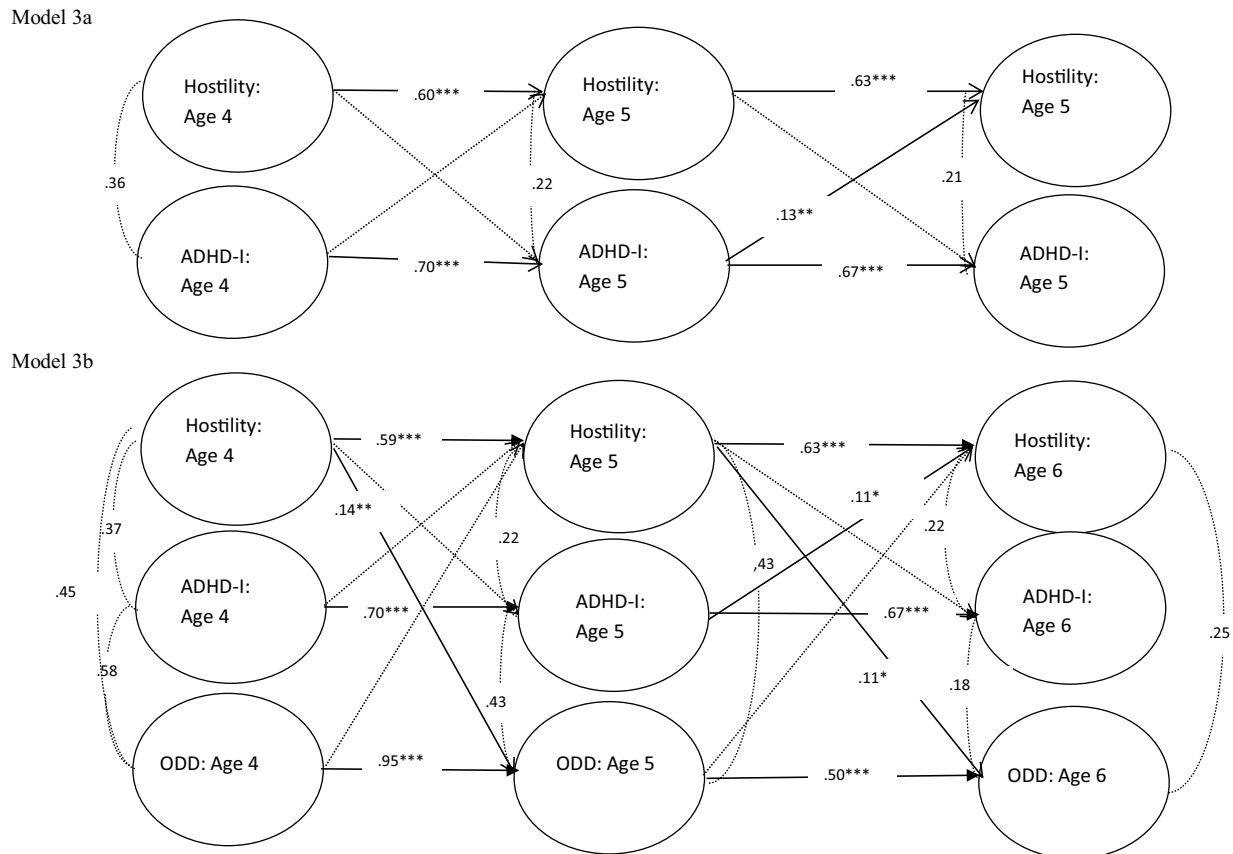 Model 3a
Hostility:
Age 4
Hostility:
Age 5
Hostility:
Age 5
.60***
.63***
.36
.22
.21
.13**
ADHD-I:
Age 4
ADHD-I:
Age 5
ADHD-I:
Age 5
.70***
.67***
Model 3b
Hostility:
Age 4
Hostility:
Age 5
Hostility:
Age 6
.59***
.63***
.14**
.11*
.37
.22
,43
.22
.45
ADHD-I:
Age 4
ADHD-I:
Age 5
ADHD-I:
Age 6
.70***
.67***
.25
.58
.43
.11*
.18
ODD: Age 4
.95***
ODD: Age 5
.50***
ODD: Age 6